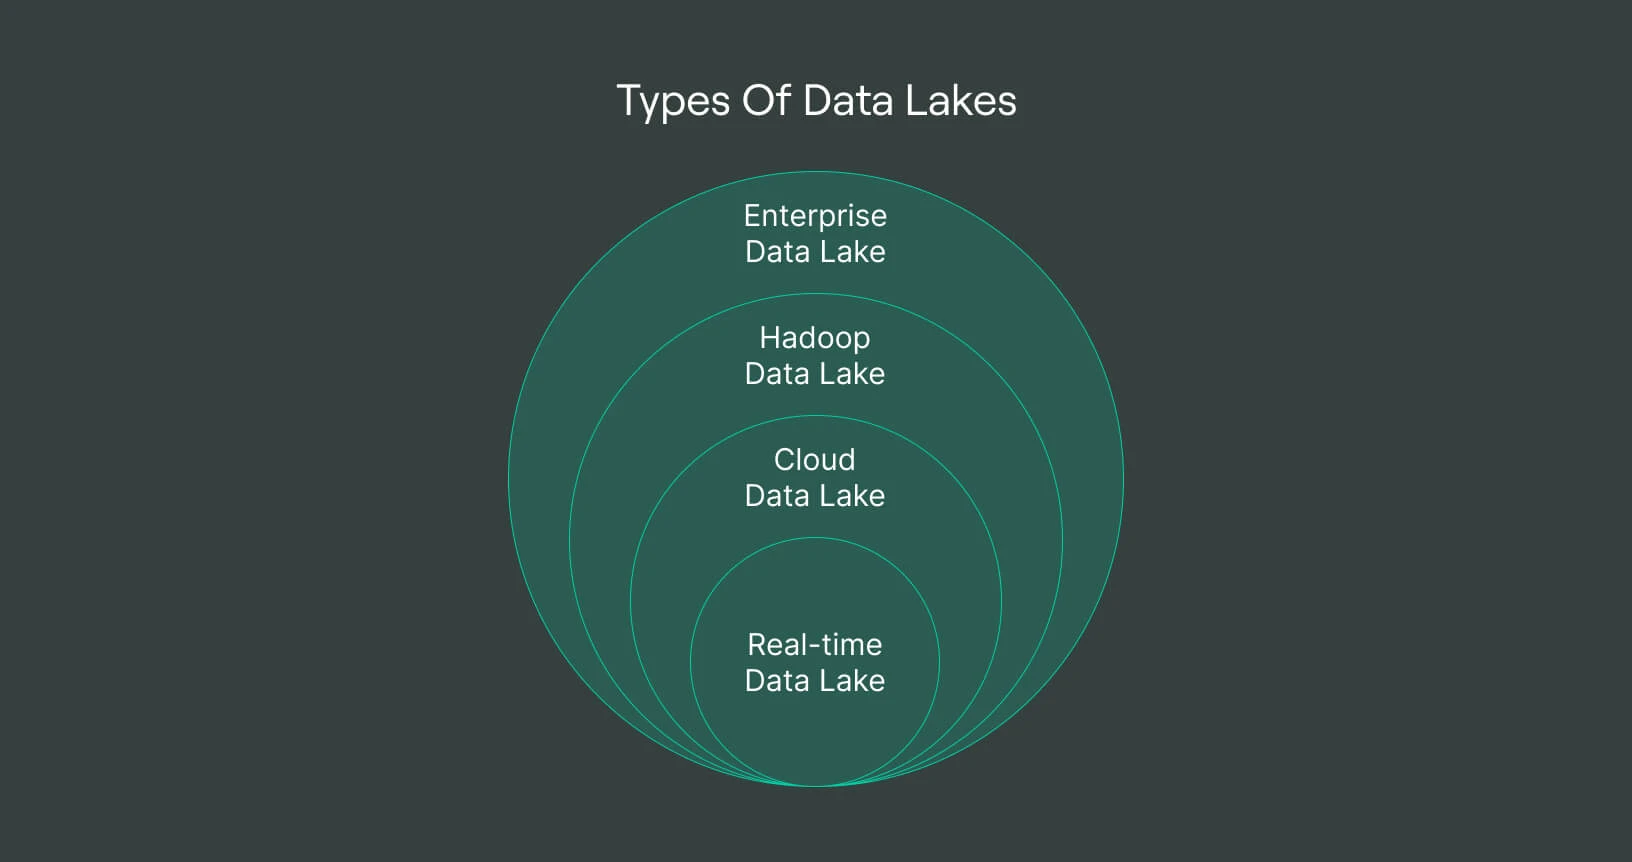 Types Of Data Lakes
Enterprise
Data Lake
Hadoop
Data Lake
Cloud
Data Lake
Real-time
Data Lake